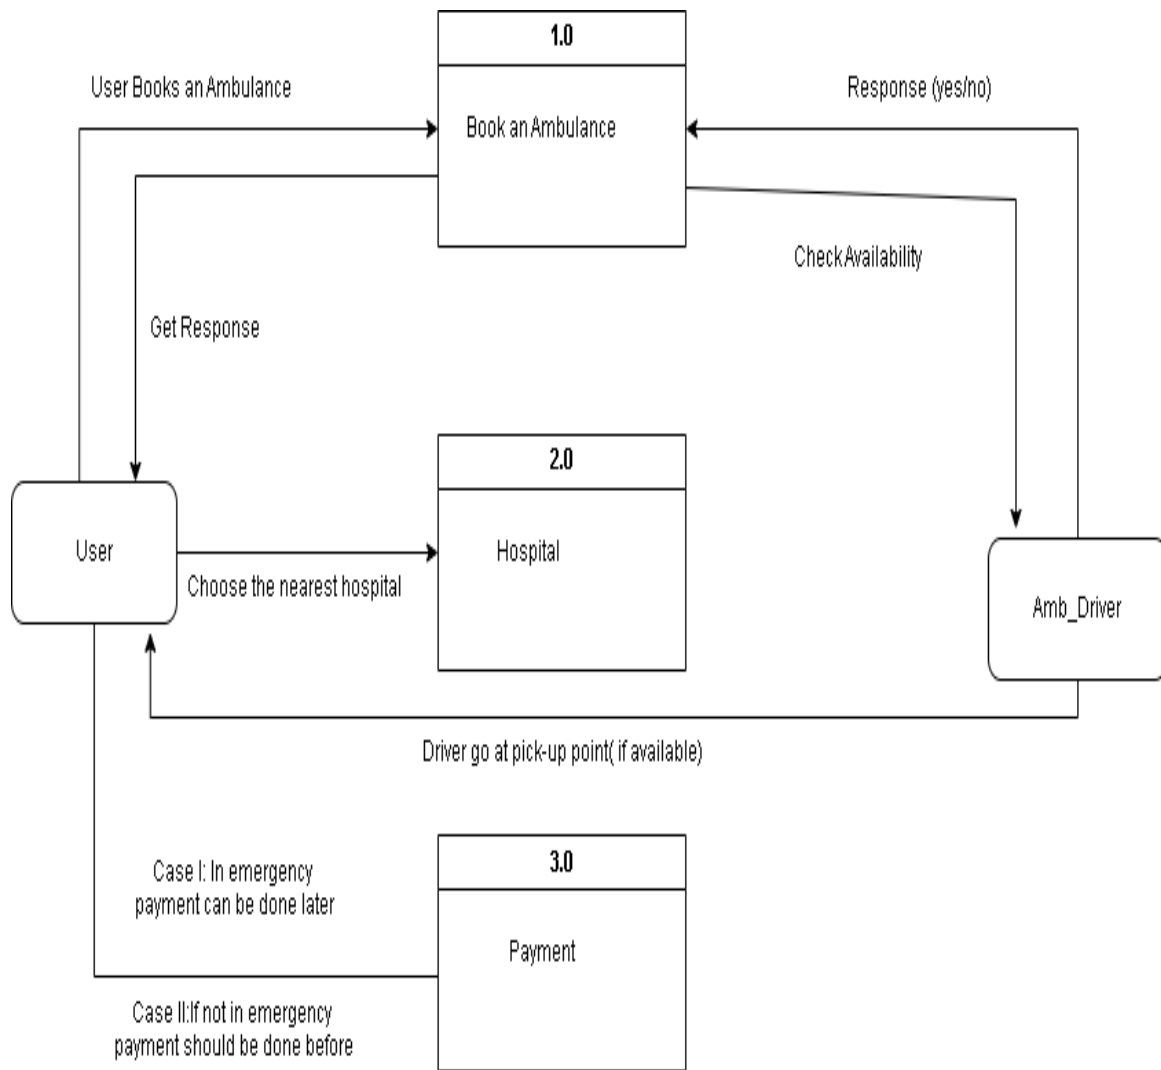 1.0
User Books an Ambulance
Response (yes/no)
Book an Ambulance
Check Availability
Get Response
2.0
User
Hospital
Choose the nearest hospital
Amb_Driver
Driver go at pick-up point( if available)
3.0
Case I: In emergency
payment can be done later
Payment
Case II:If not in emergency
payment should be done before